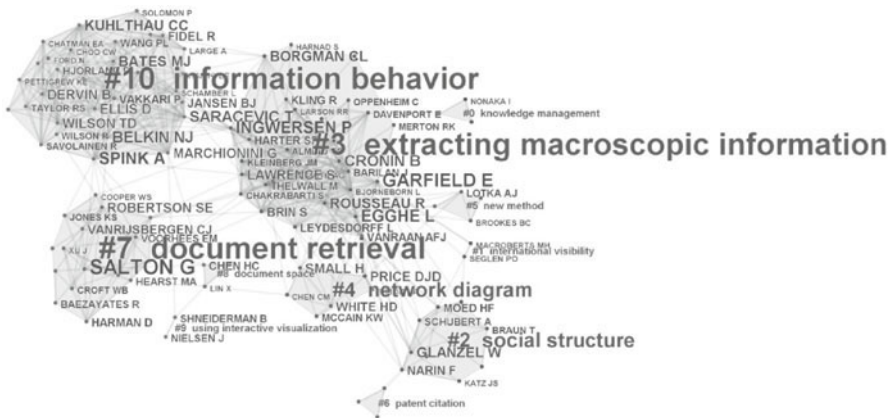 SOLOMON P
KUHLTHAU CC
FIDEL R
CHATMAN EA
WANG PL
CHOO CW
LARGE A
HARNAD S
BORGMAN CL
FORD N
BATES MJ
HJORLAND
#10 information behavior
PETTIGREW KE
SCHAMBER L
DERVIN B
VAKKARI P
JANSEN BJ
KLING R
OPPENHEIM C
NONAKA I
TAYLOR RS
ELLIS D
SARACEVIC T
LARSON RR
DAVENPORT E
#0 knowledge management
WILSON TD
INGWERSEN P
MERTON RK
WILSON
BELKIN NJ
HARTER SP
#3 extracting macroscopic information
SAVOLAINEN R
MARCHIONINI G
SPINK A
KLEINBERG JM
CRONIN B
LAWRENCE S
BARILAN J
GARFIELD E
THELWALL M
CHAKRABARTI S
BJORNEBORN L
LOTKA AJ
COOPER WS
ROUSSEAU R
#5 new method
ROBERTSON SE
BRIN S
EGGHE L
JONES KS
LEYDESDORFF L
BROOKES BC
VANRIJSBERGEN CJ
VOORHEES EM
VANRAAN AFJ
XU J
#7 document retrieval
MACROBERTS MH
#1 international visibility
SEGLEN PO
SALTON G
CHEN HC
SMALL H
#8 document space
PRICE DJD
HEARST MA
LIN X
CHEN CM
#4 network diagram
CROFT WB
BAEZAYATES R
WHITE HD
MOED HF
HARMAN D
SHNEIDERMAN B
MCCAIN KW
SCHUBERT A
#9 using interactive visualization
BRAUN T
NIELSEN J
#2 social structure
GLANZEL W
NARIN F
KATZ JS
#6 patent citation